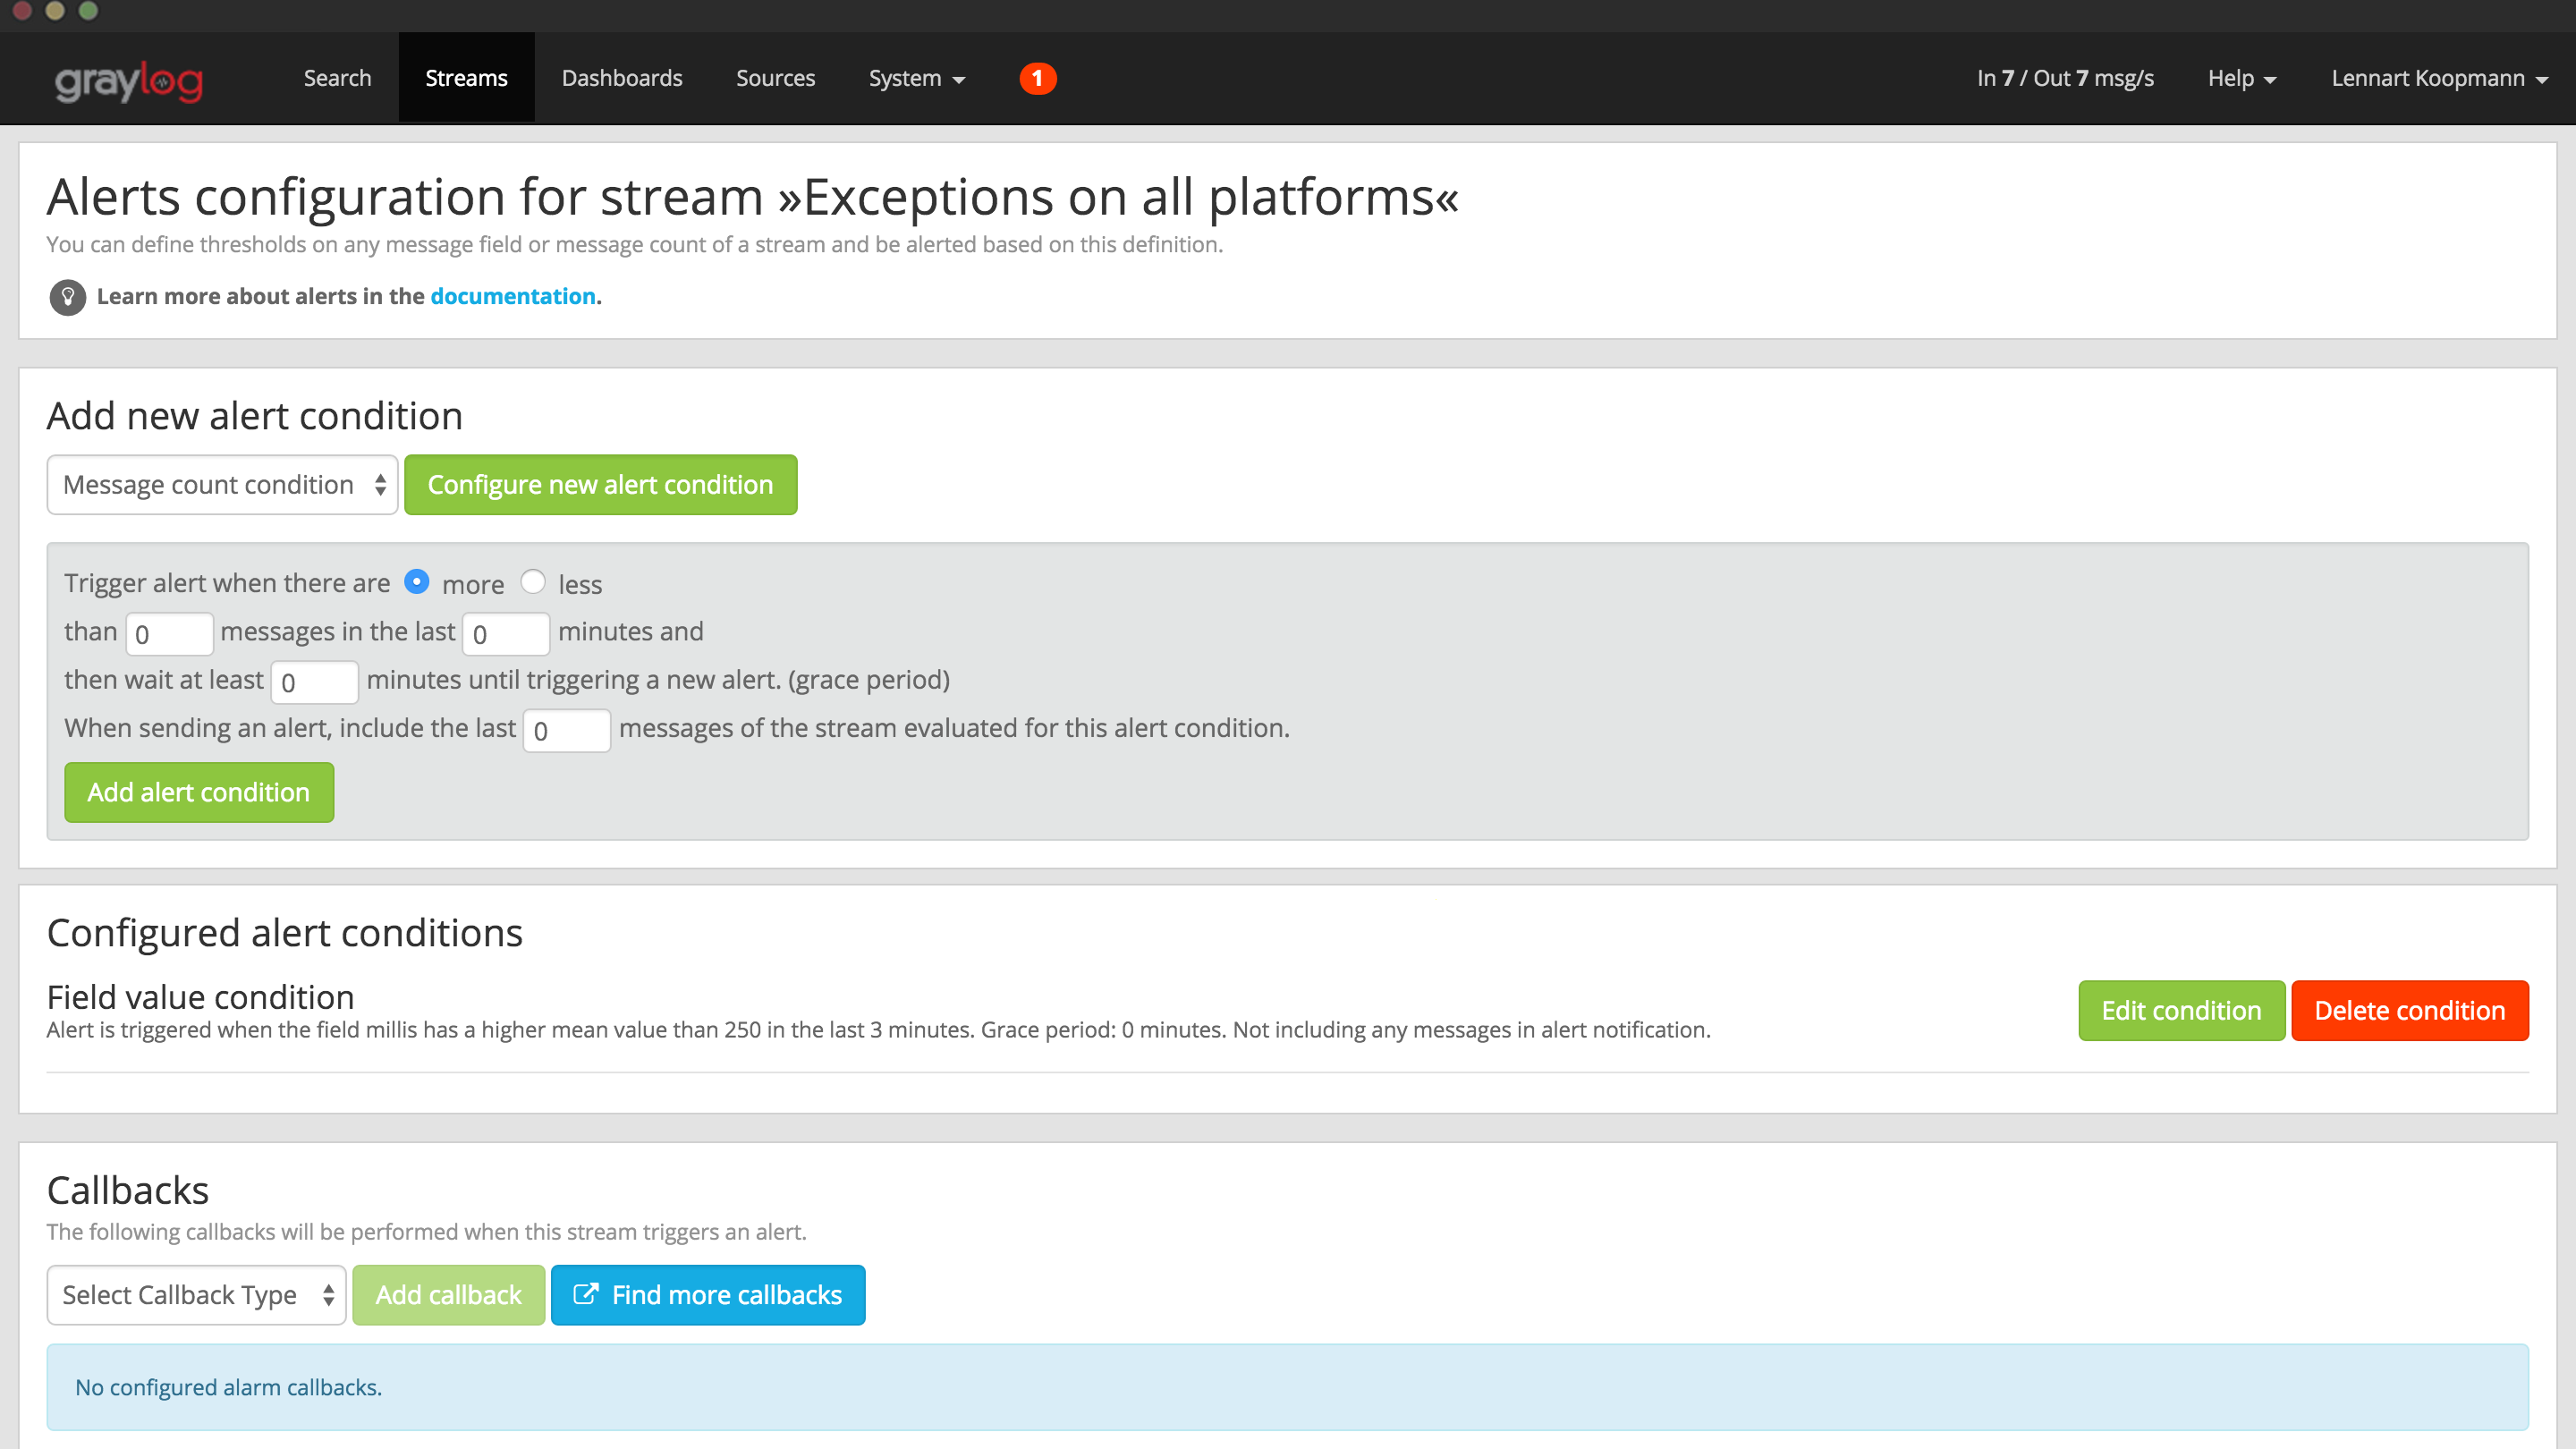 graylog Search Streams Dashboards Sources System 1 In 7 / Out 7 msg/s Help Lennart Koopmann
Alerts configuration for stream »Exceptions on all platforms«
You can define thresholds on any message field or message count of a stream and be alerted based on this definition.
Learn more about alerts in the documentation.
Add new alert condition
Message count condition Configure new alert condition
Trigger alert when there are more less
than 0 messages in the last 0 minutes and
then wait at least 0 minutes until triggering a new alert. (grace period)
When sending an alert, include the last 0 messages of the stream evaluated for this alert condition.
Add alert condition
Configured alert conditions
Field value condition
Alert is triggered when the field millis has a higher mean value than 250 in the last 3 minutes. Grace period: 0 minutes. Not including any messages in alert notification.
Edit condition Delete condition
Callbacks
The following callbacks will be performed when this stream triggers an alert.
Select Callback Type Add callback Find more callbacks
No configured alarm callbacks.